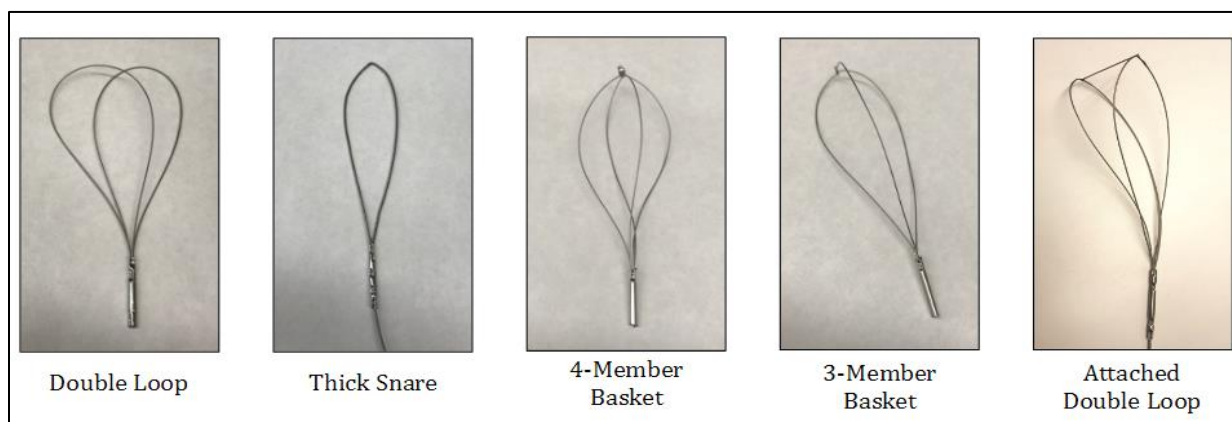 Double Loop
Thick Snare
4-Member
Basket
3-Member
Basket
Attached
Double Loop